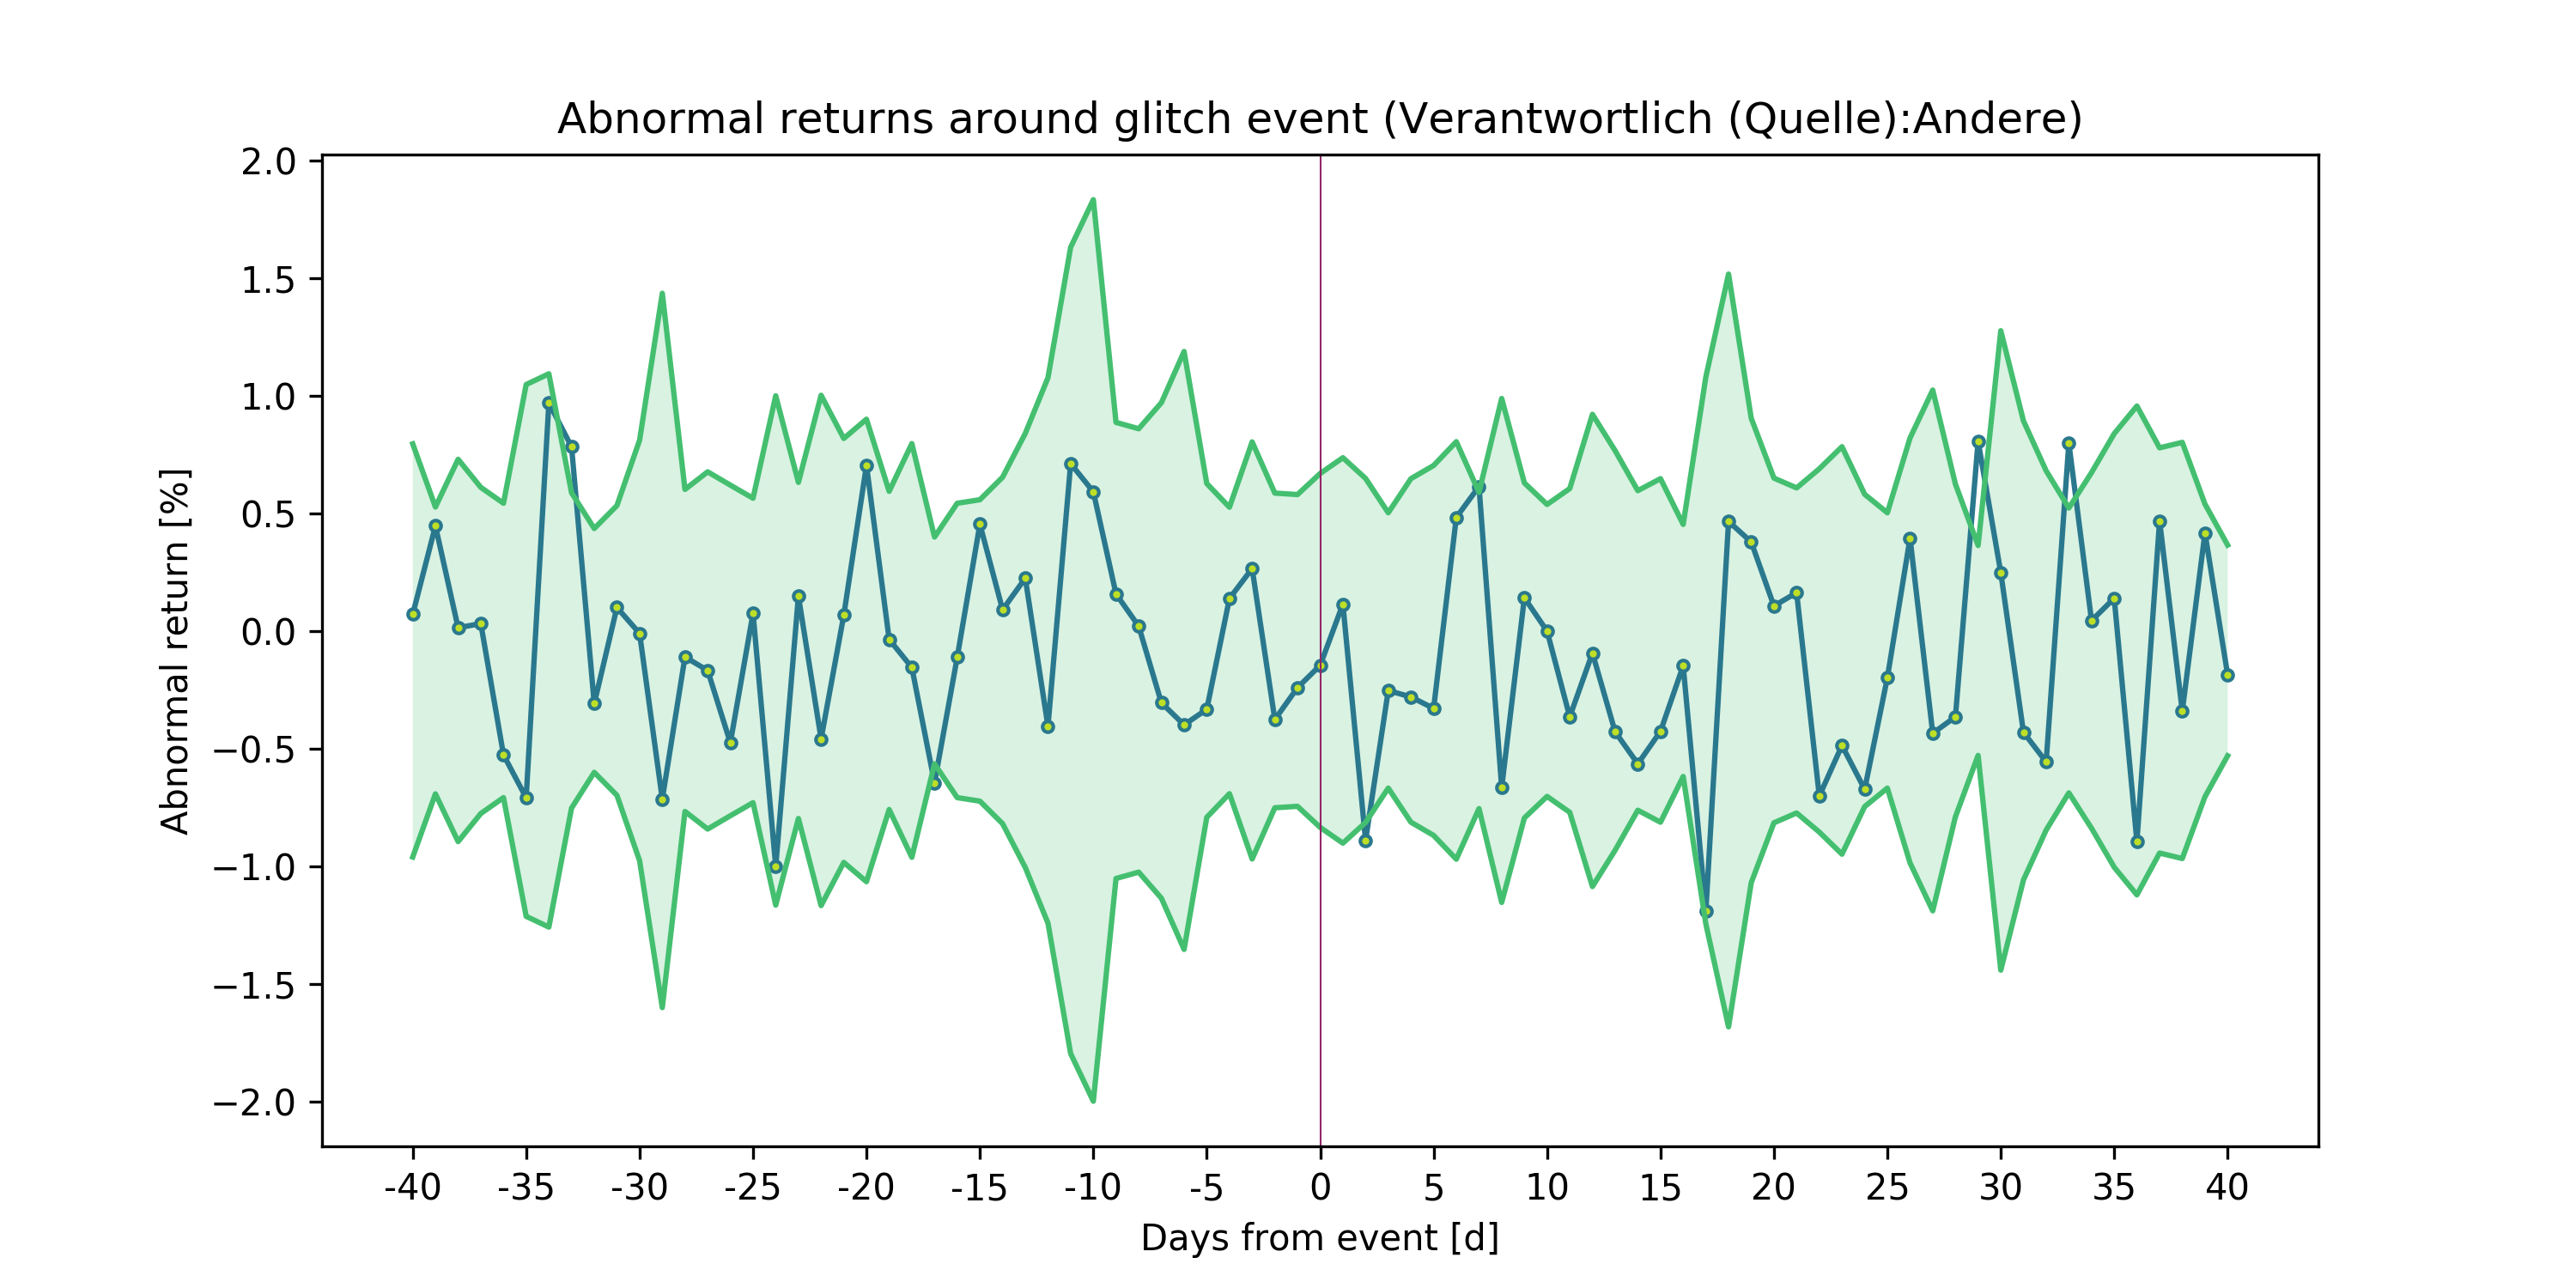 Abnormal returns around glitch event (Verantwortlich (Quelle):Andere)
2.0
1.5
1.0
0.5
0.0
−0.5
−1.0
−1.5
−2.0
Abnormal return [%]
-40 -35 -30 -25 -20 -15 -10 -5 0 5 10 15 20 25 30 35 40
Days from event [d]